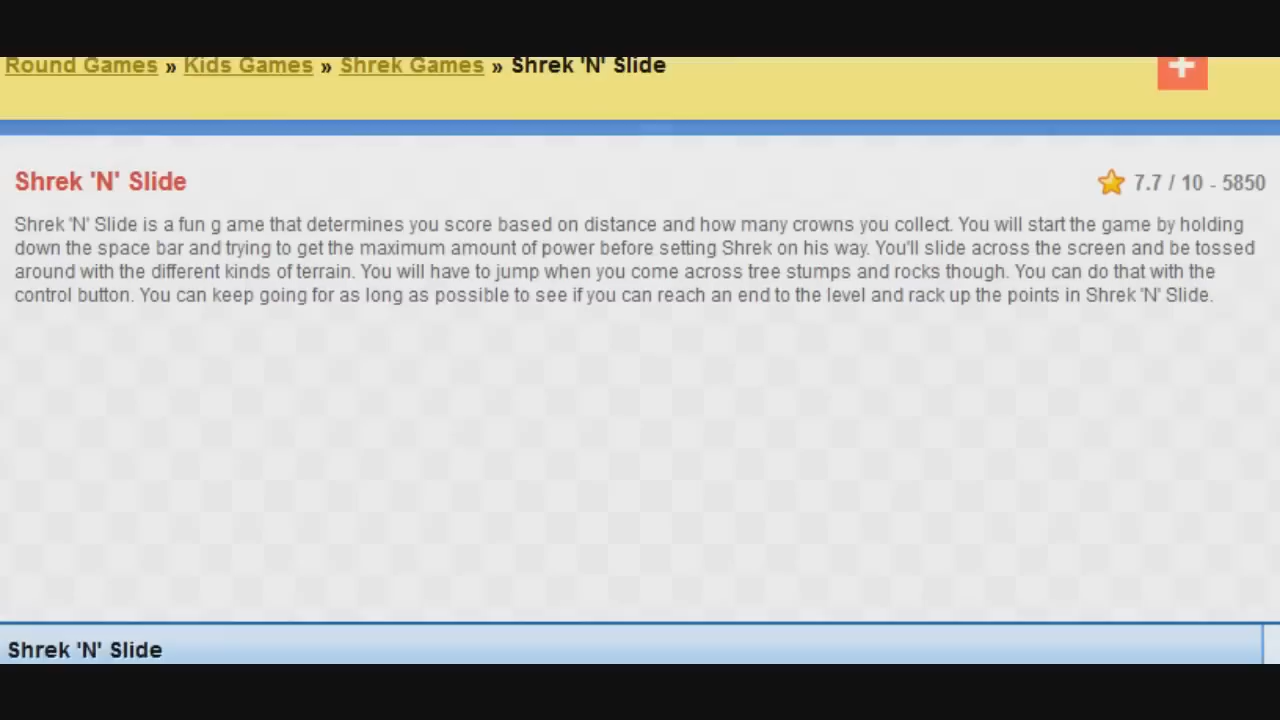 Round Games » Kids Games » Shrek Games » Shrek 'N' Slide
Shrek 'N' Slide
7.7 / 10 - 5850
Shrek 'N' Slide is a fun g ame that determines you score based on distance and how many crowns you collect. You will start the game by holding
down the space bar and trying to get the maximum amount of power before setting Shrek on his way. You'll slide across the screen and be tossed
around with the different kinds of terrain. You will have to jump when you come across tree stumps and rocks though. You can do that with the
control button. You can keep going for as long as possible to see if you can reach an end to the level and rack up the points in Shrek 'N' Slide.
Shrek 'N' Slide